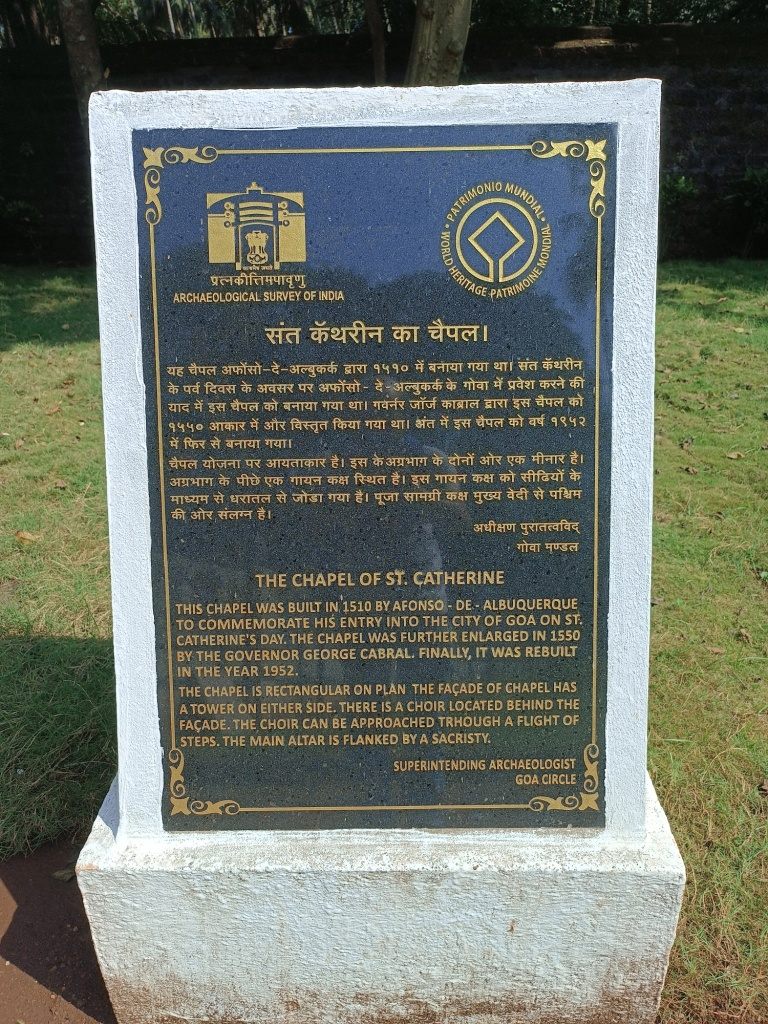 प्रत्नकीर्त्तिमपावृणु
ARCHAEOLOGICAL SURVEY OF INDIA
• PATRIMONIO MUNDIAL •
WORLD HERITAGE • PATRIMOINE MONDIAL
संत कॅथरीन का चैपल।
यह चैपल अफोंसो-दे-अल्बुकर्क द्वारा १५१० में बनाया गया था। संत कॅथरीन
के पर्व दिवस के अवसर पर अफोंसो- दे-अल्बुकर्क के गोवा में प्रवेश करने की
याद में इस चैपल को बनाया गया था। गवर्नर जॉर्ज काब्राल द्वारा इस चैपल को
१५५० आकार में और विस्तृत किया गया था। अंत में इस चैपल को वर्ष १९५२
में फिर से बनाया गया।
चैपल योजना पर आयताकार है। इस के अग्रभाग के दोनों ओर एक मीनार है।
अग्रभाग के पीछे एक गायन कक्ष स्थित है। इस गायन कक्ष को सीढियों के
माध्यम से धरातल से जोडा गया है। पूजा सामग्री कक्ष मुख्य वेदी से पश्चिम
की ओर संलग्न है।
अधीक्षण पुरातत्वविद्
गोवा मण्डल
THE CHAPEL OF ST. CATHERINE
THIS CHAPEL WAS BUILT IN 1510 BY AFONSO - DE - ALBUQUERQUE
TO COMMEMORATE HIS ENTRY INTO THE CITY OF GOA ON ST.
CATHERINE'S DAY. THE CHAPEL WAS FURTHER ENLARGED IN 1550
BY THE GOVERNOR GEORGE CABRAL. FINALLY, IT WAS REBUILT
IN THE YEAR 1952.
THE CHAPEL IS RECTANGULAR ON PLAN THE FAÇADE OF CHAPEL HAS
A TOWER ON EITHER SIDE. THERE IS A CHOIR LOCATED BEHIND THE
FAÇADE. THE CHOIR CAN BE APPROACHED TRHOUGH A FLIGHT OF
STEPS. THE MAIN ALTAR IS FLANKED BY A SACRISTY.
SUPERINTENDING ARCHAEOLOGIST
GOA CIRCLE